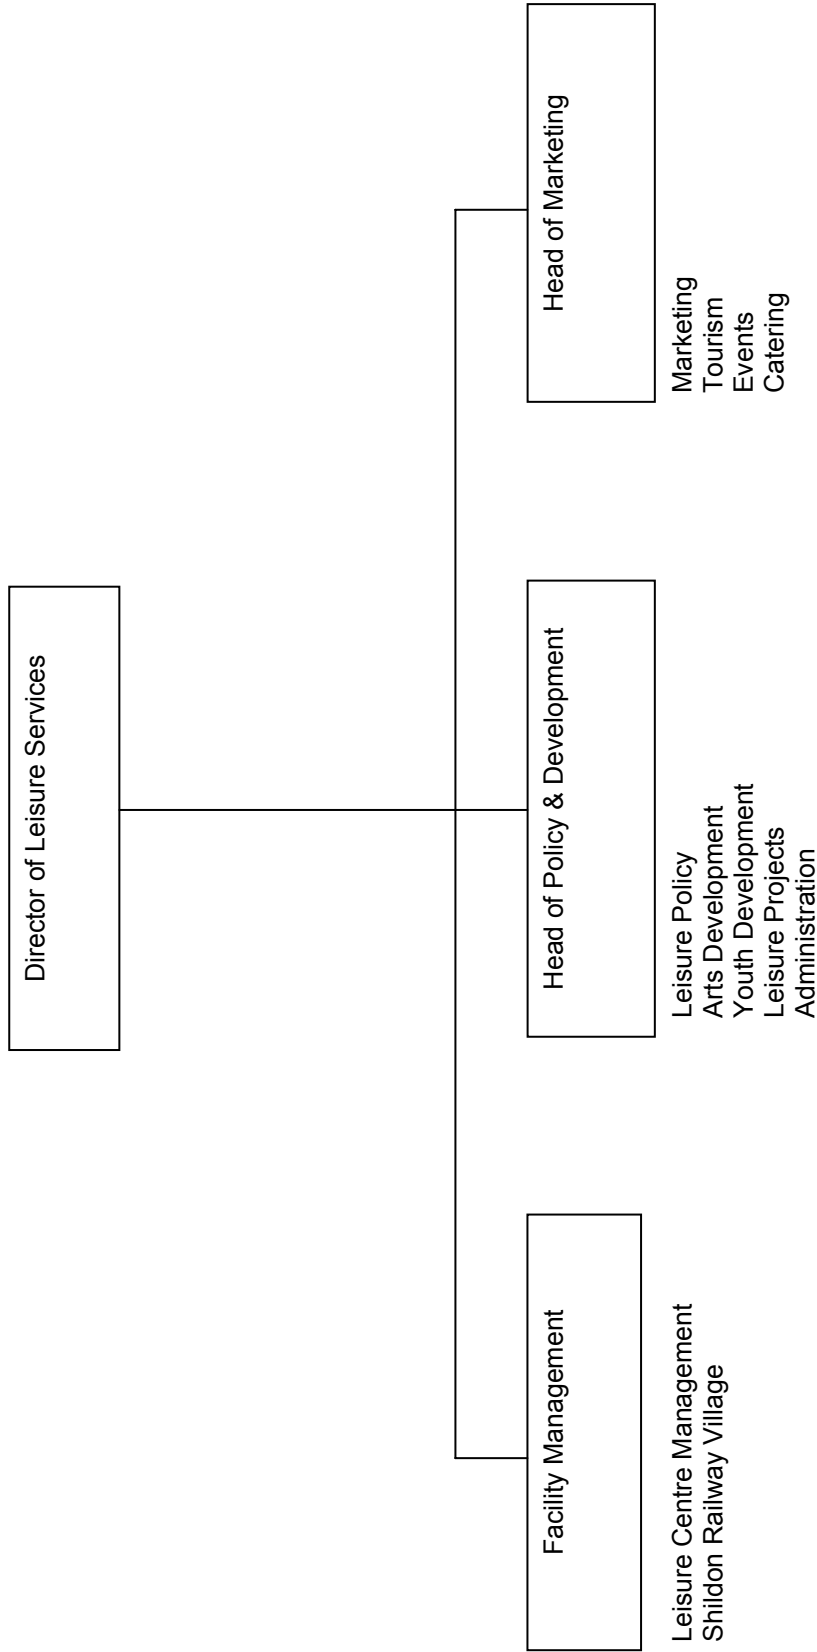 Director of Leisure Services
Facility Management
Leisure Centre Management
Shildon Railway Village
Head of Policy & Development
Leisure Policy
Arts Development
Youth Development
Leisure Projects
Administration
Head of Marketing
Marketing
Tourism
Events
Catering